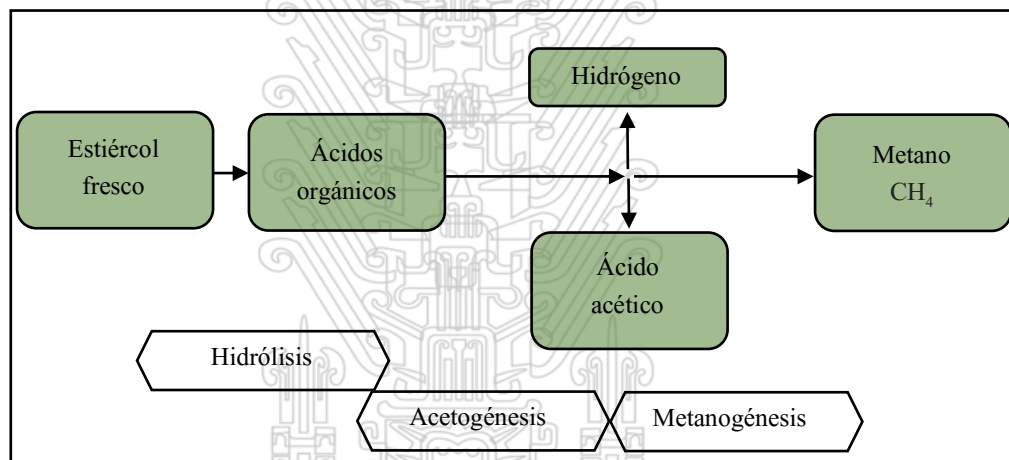 Hidrógeno
Estiércol
fresco
Ácidos
orgánicos
Metano
CH₄
Ácido
acético
Hidrólisis
Acetogénesis
Metanogénesis